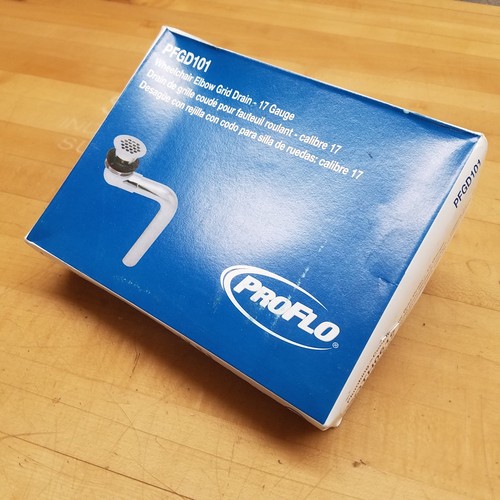 PFGD101
Wheelchair Elbow Grid Drain - 17 Gauge
Drain de grille coudé pour fauteuil roulant - calibre 17
Desagüe con rejilla con codo para silla de ruedas; calibre 17
PROFLO®
PFGD101